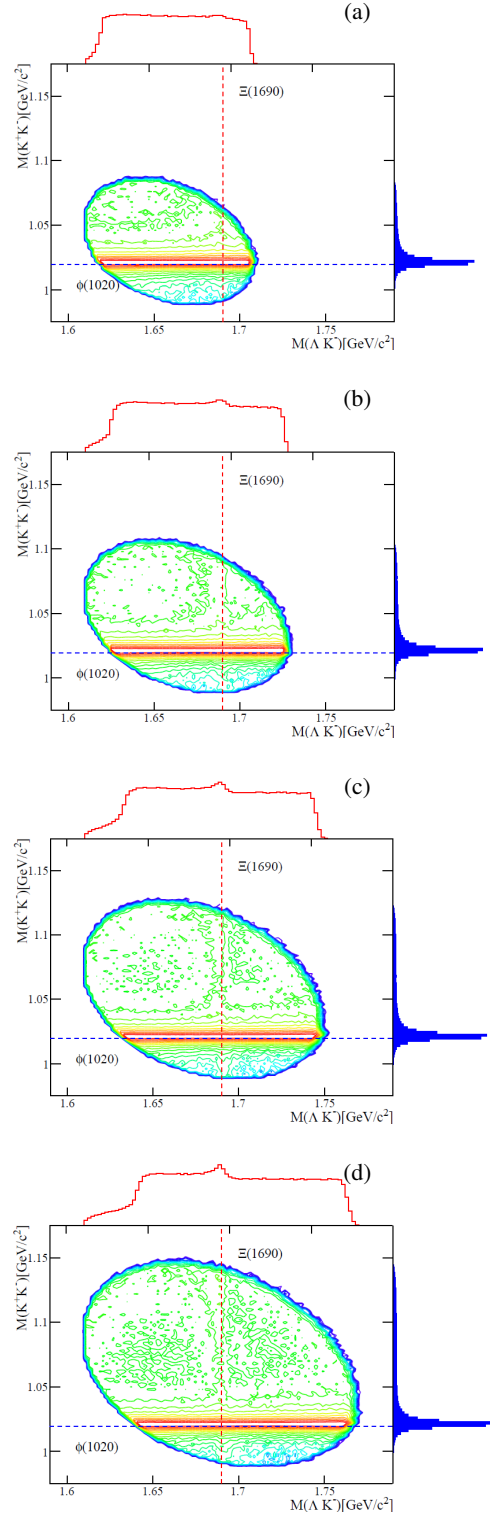 (a)
M(K⁺K⁻)[GeV/c²]
1.15
Ξ(1690)
1.1
1.05
ϕ(1020)
1
1.6 1.65 1.7 1.75
M(Λ K⁻)[GeV/c²]
(b)
M(K⁺K⁻)[GeV/c²]
1.15
Ξ(1690)
1.1
1.05
ϕ(1020)
1
1.6 1.65 1.7 1.75
M(Λ K⁻)[GeV/c²]
(c)
M(K⁺K⁻)[GeV/c²]
1.15
Ξ(1690)
1.1
1.05
ϕ(1020)
1
1.6 1.65 1.7 1.75
M(Λ K⁻)[GeV/c²]
(d)
M(K⁺K⁻)[GeV/c²]
1.15
Ξ(1690)
1.1
1.05
ϕ(1020)
1
1.6 1.65 1.7 1.75
M(Λ K⁻)[GeV/c²]